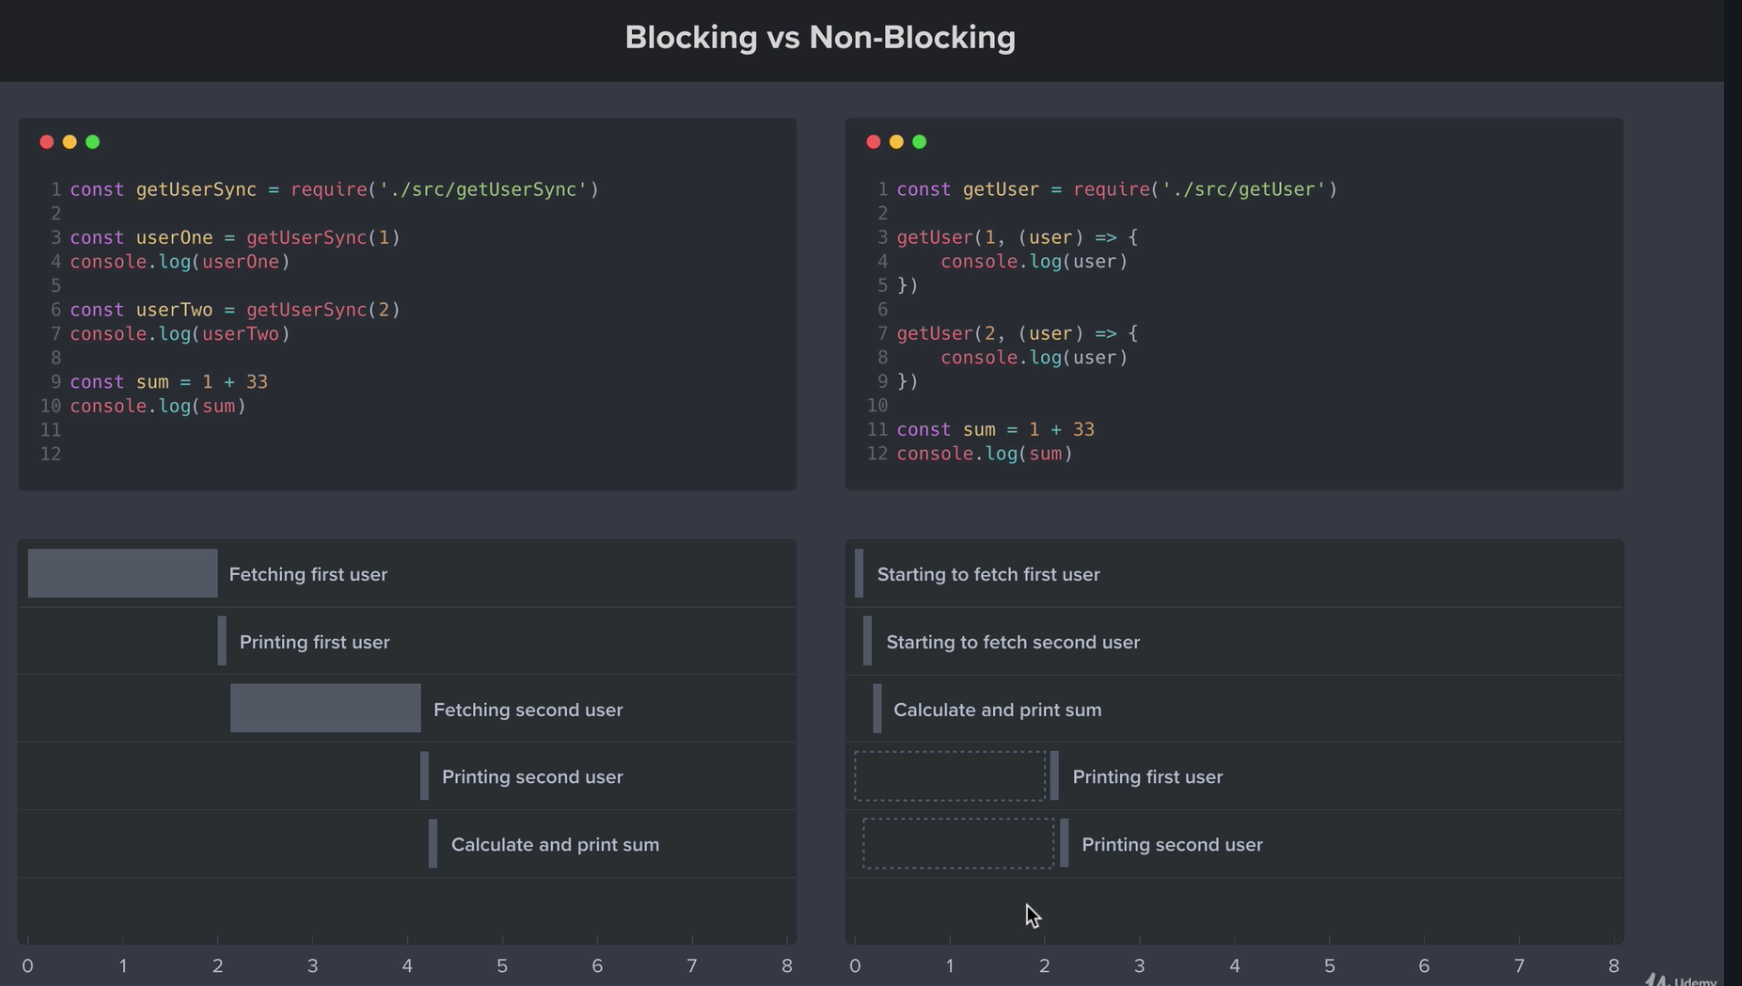 Blocking vs Non-Blocking
1 const getUserSync = require('./src/getUserSync')
2
3 const userOne = getUserSync(1)
4 console.log(userOne)
5
6 const userTwo = getUserSync(2)
7 console.log(userTwo)
8
9 const sum = 1 + 33
10 console.log(sum)
11
12
1 const getUser = require('./src/getUser')
2
3 getUser(1, (user) => {
4     console.log(user)
5 })
6
7 getUser(2, (user) => {
8     console.log(user)
9 })
10
11 const sum = 1 + 33
12 console.log(sum)
Fetching first user
Printing first user
Fetching second user
Printing second user
Calculate and print sum
0 1 2 3 4 5 6 7 8
Starting to fetch first user
Starting to fetch second user
Calculate and print sum
Printing first user
Printing second user
0 1 2 3 4 5 6 7 8
Udemy